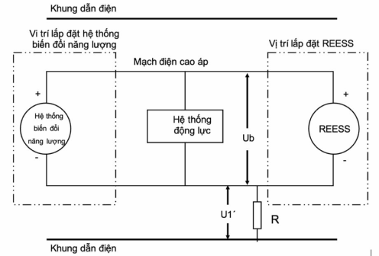 Khung dẫn điện
Vi trí lắp đặt hệ thống
biến đổi năng lượng
Vị trí lắp đặt REESS
Mạch điện cao áp
+
+
Hệ thống
biến đổi
năng lượng
Hệ thống
động lực
Ub
REESS
-
-
U1´
R
Khung dẫn điện